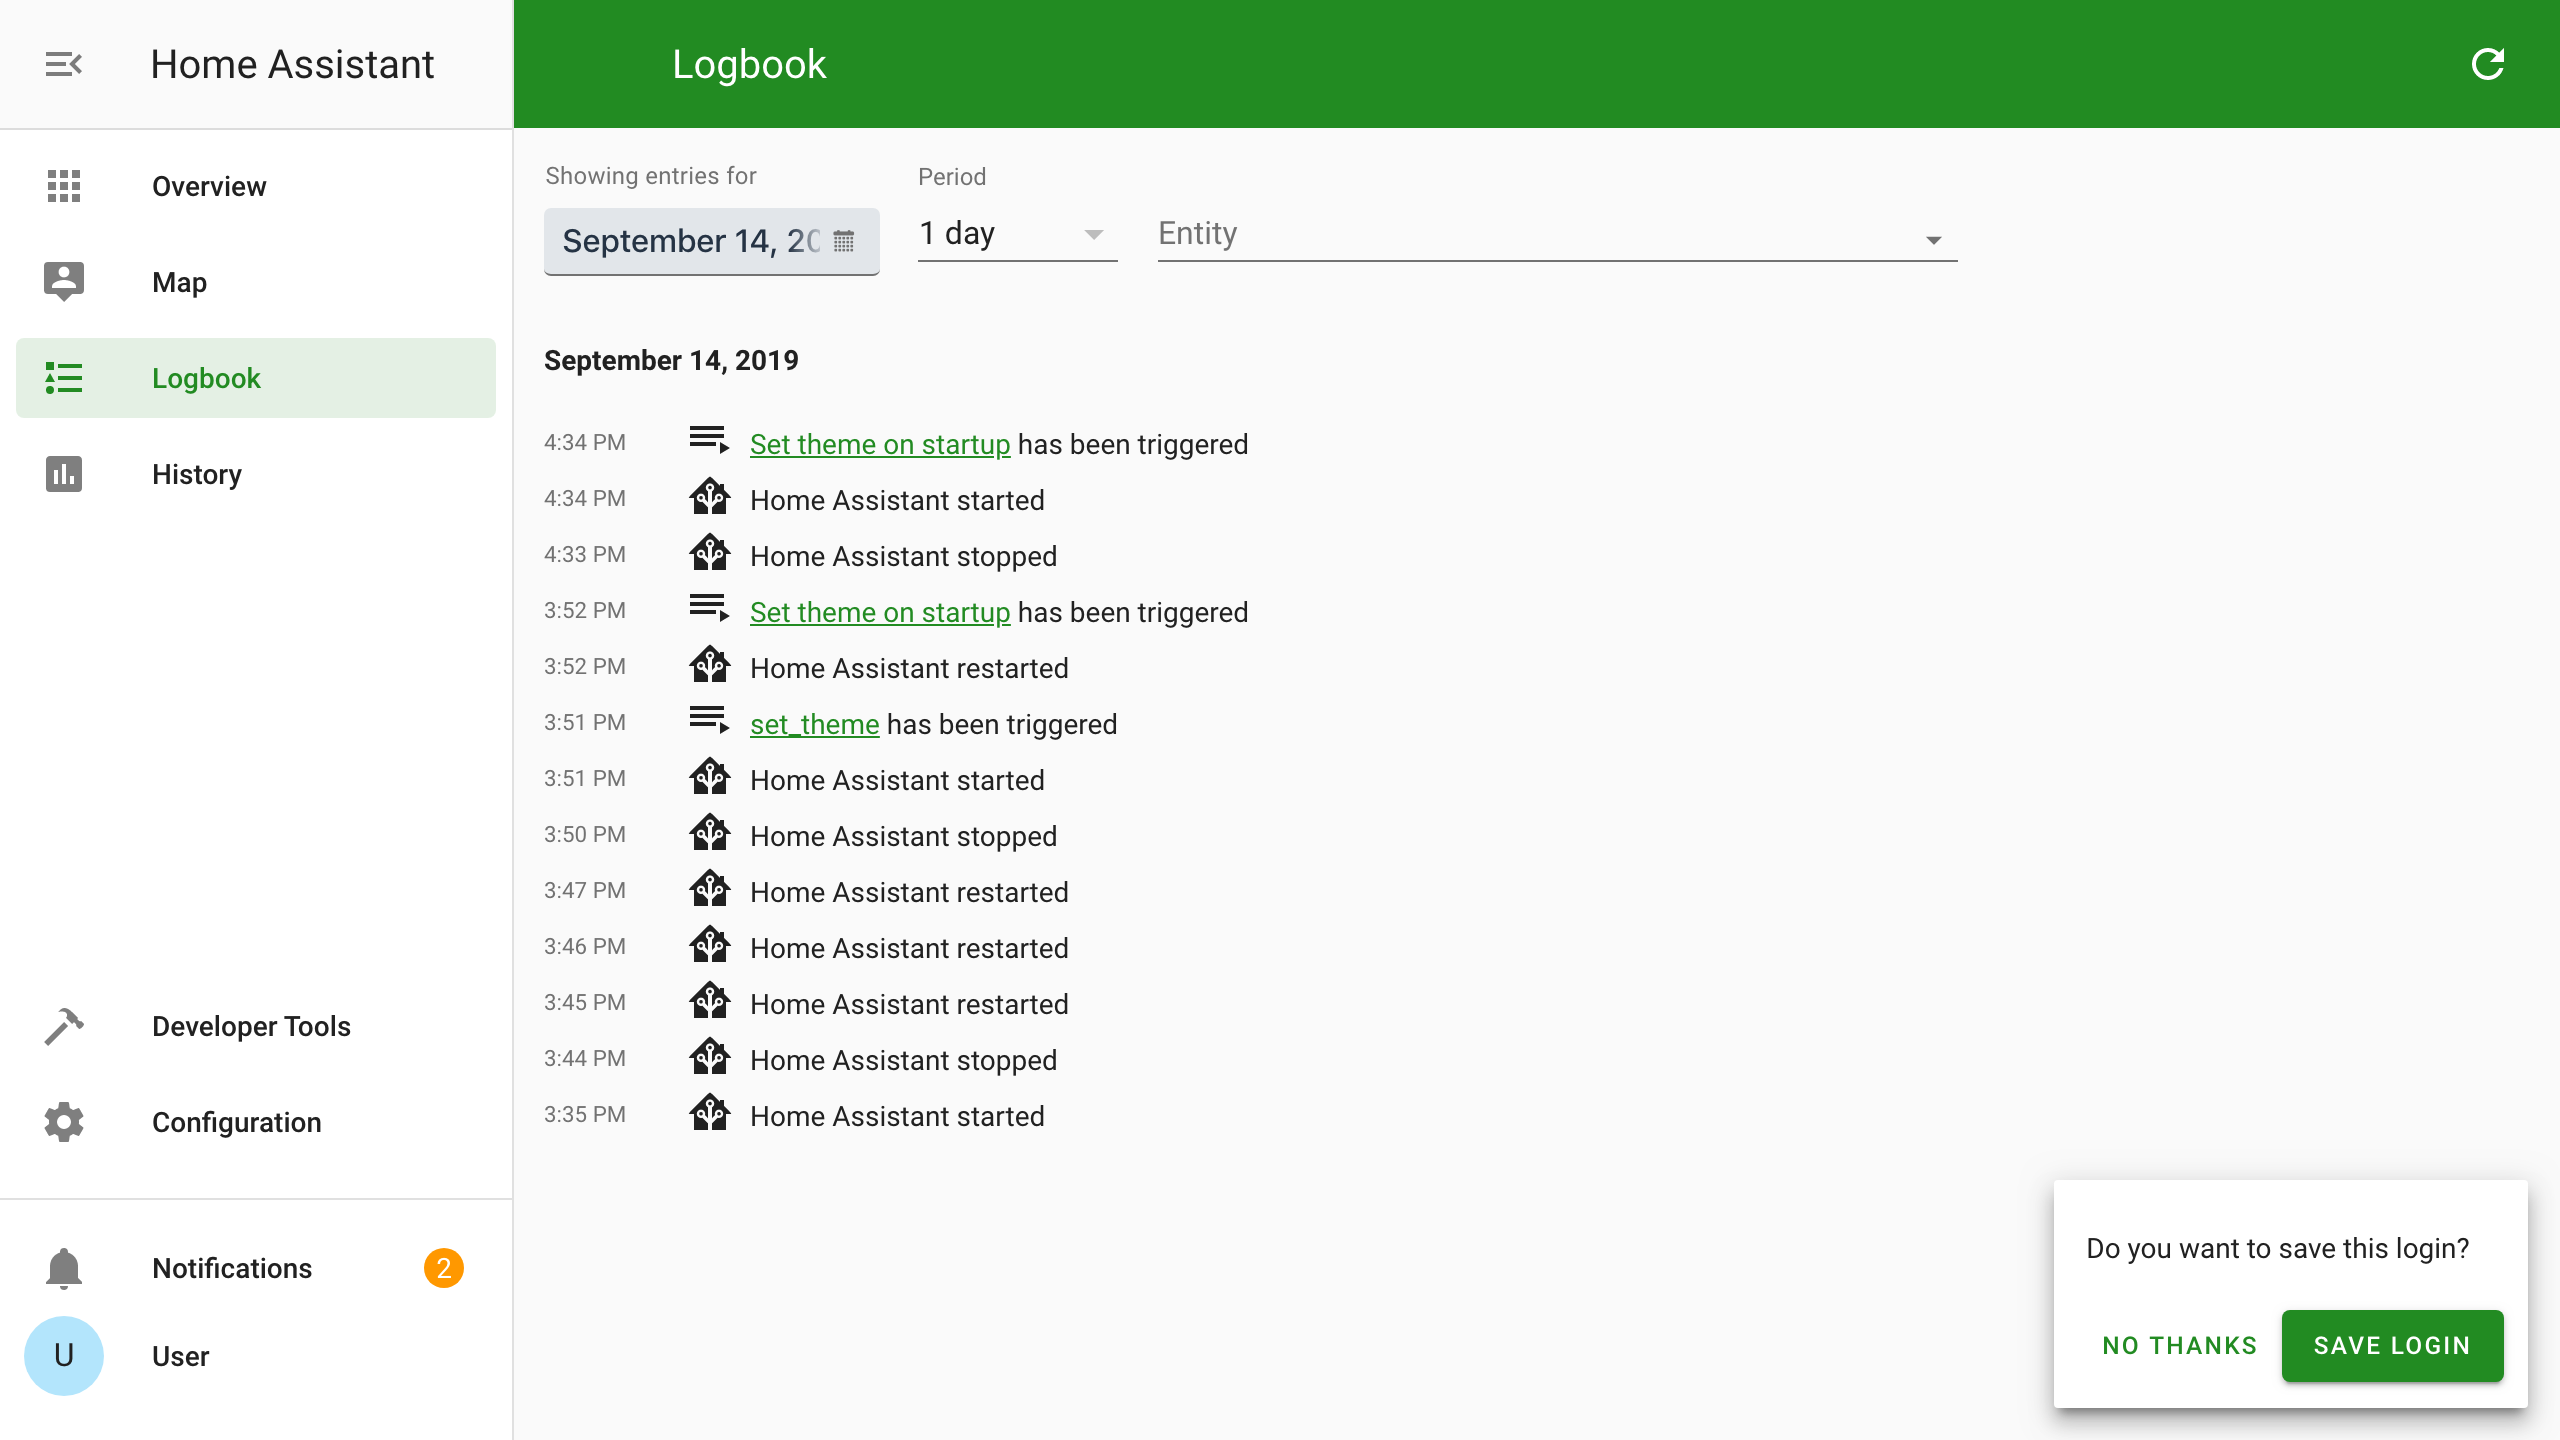 Home Assistant
Logbook
Overview
Map
Logbook
History
Developer Tools
Configuration
Notifications
2
U
User
Showing entries for
September 14, 20
Period
1 day
Entity
September 14, 2019
4:34 PM Set theme on startup has been triggered
4:34 PM Home Assistant started
4:33 PM Home Assistant stopped
3:52 PM Set theme on startup has been triggered
3:52 PM Home Assistant restarted
3:51 PM set_theme has been triggered
3:51 PM Home Assistant started
3:50 PM Home Assistant stopped
3:47 PM Home Assistant restarted
3:46 PM Home Assistant restarted
3:45 PM Home Assistant restarted
3:44 PM Home Assistant stopped
3:35 PM Home Assistant started
Do you want to save this login?
NO THANKS SAVE LOGIN